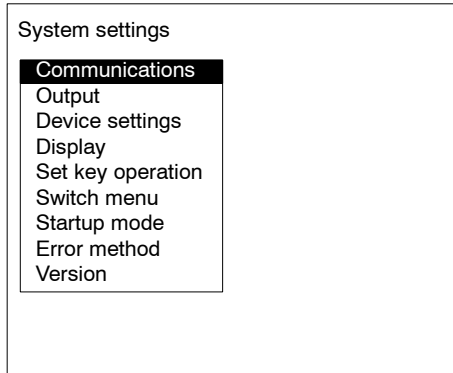 System settings
Communications
Output
Device settings
Display
Set key operation
Switch menu
Startup mode
Error method
Version